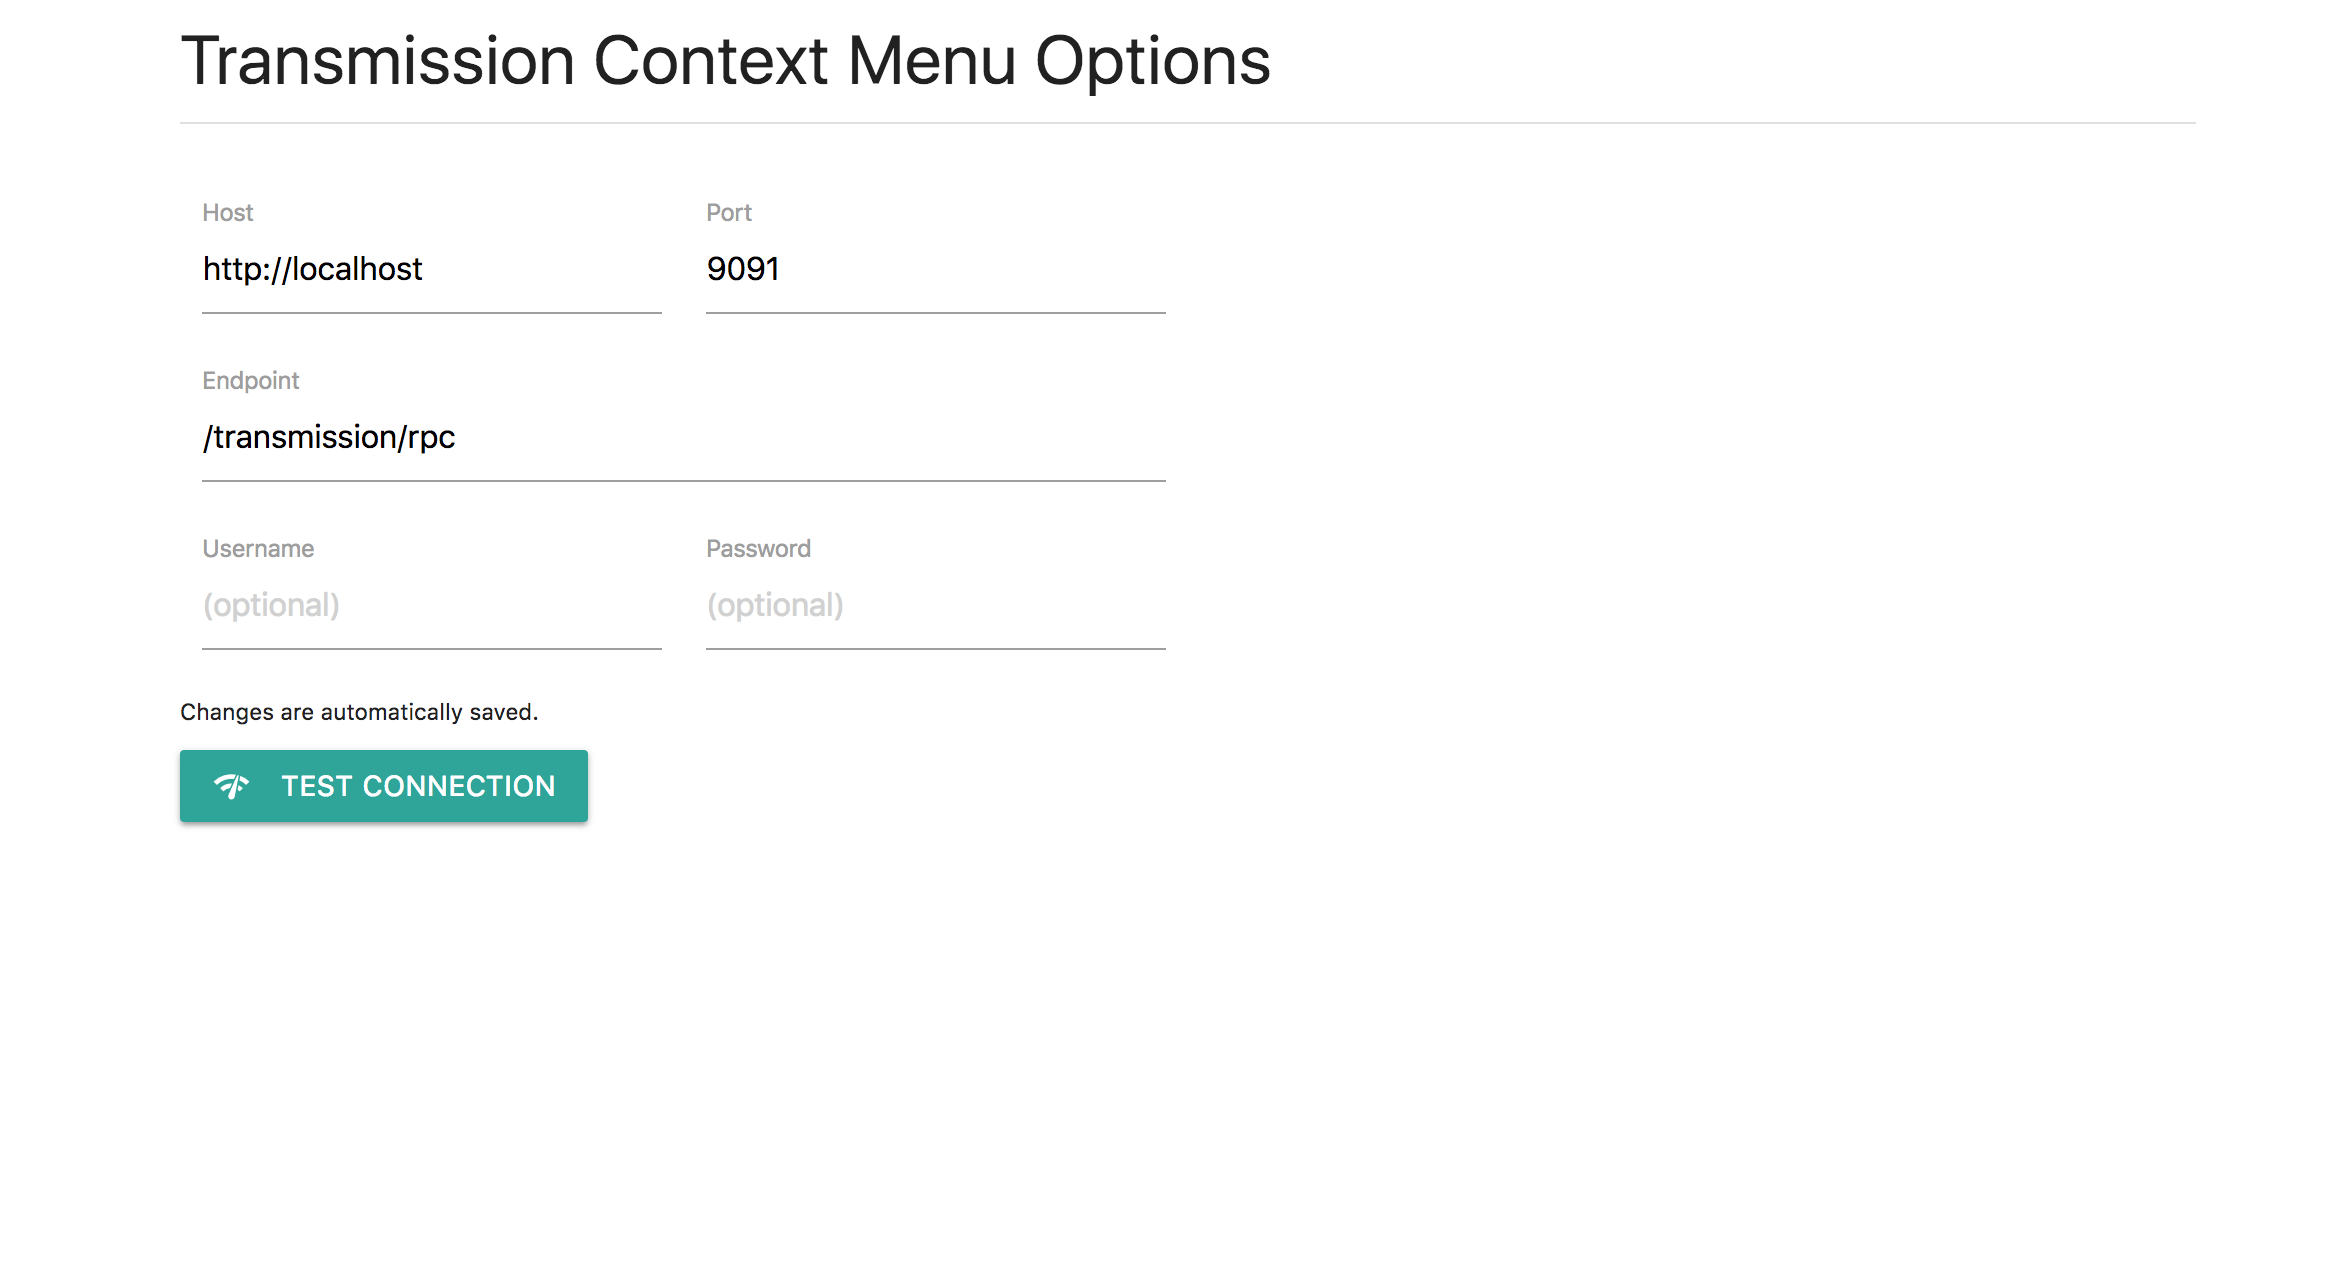 Transmission Context Menu Options
Host Port
http://localhost 9091
Endpoint
/transmission/rpc
Username Password
(optional) (optional)
Changes are automatically saved.
TEST CONNECTION